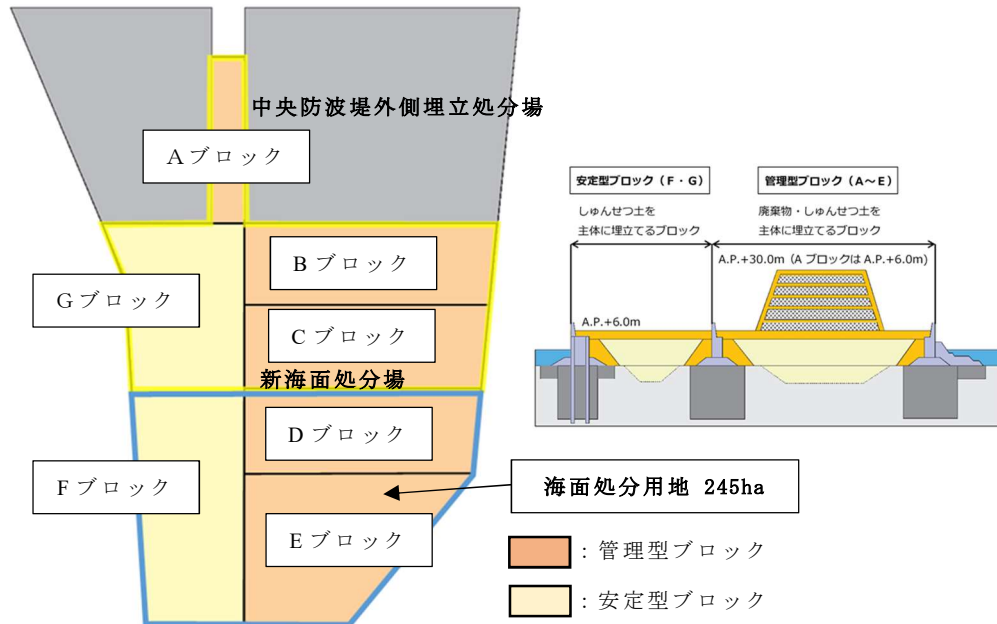 中央防波堤外側埋立処分場
Aブロック
Bブロック
Gブロック
Cブロック
新海面処分場
Dブロック
Fブロック
Eブロック
安定型ブロック（F・G）
管理型ブロック（A～E）
しゅんせつ土を
主体に埋立てるブロック
廃棄物・しゅんせつ土を
主体に埋立てるブロック
A.P.+30.0m（AブロックはA.P.+6.0m）
A.P.+6.0m
海面処分用地 245ha
：管理型ブロック
：安定型ブロック